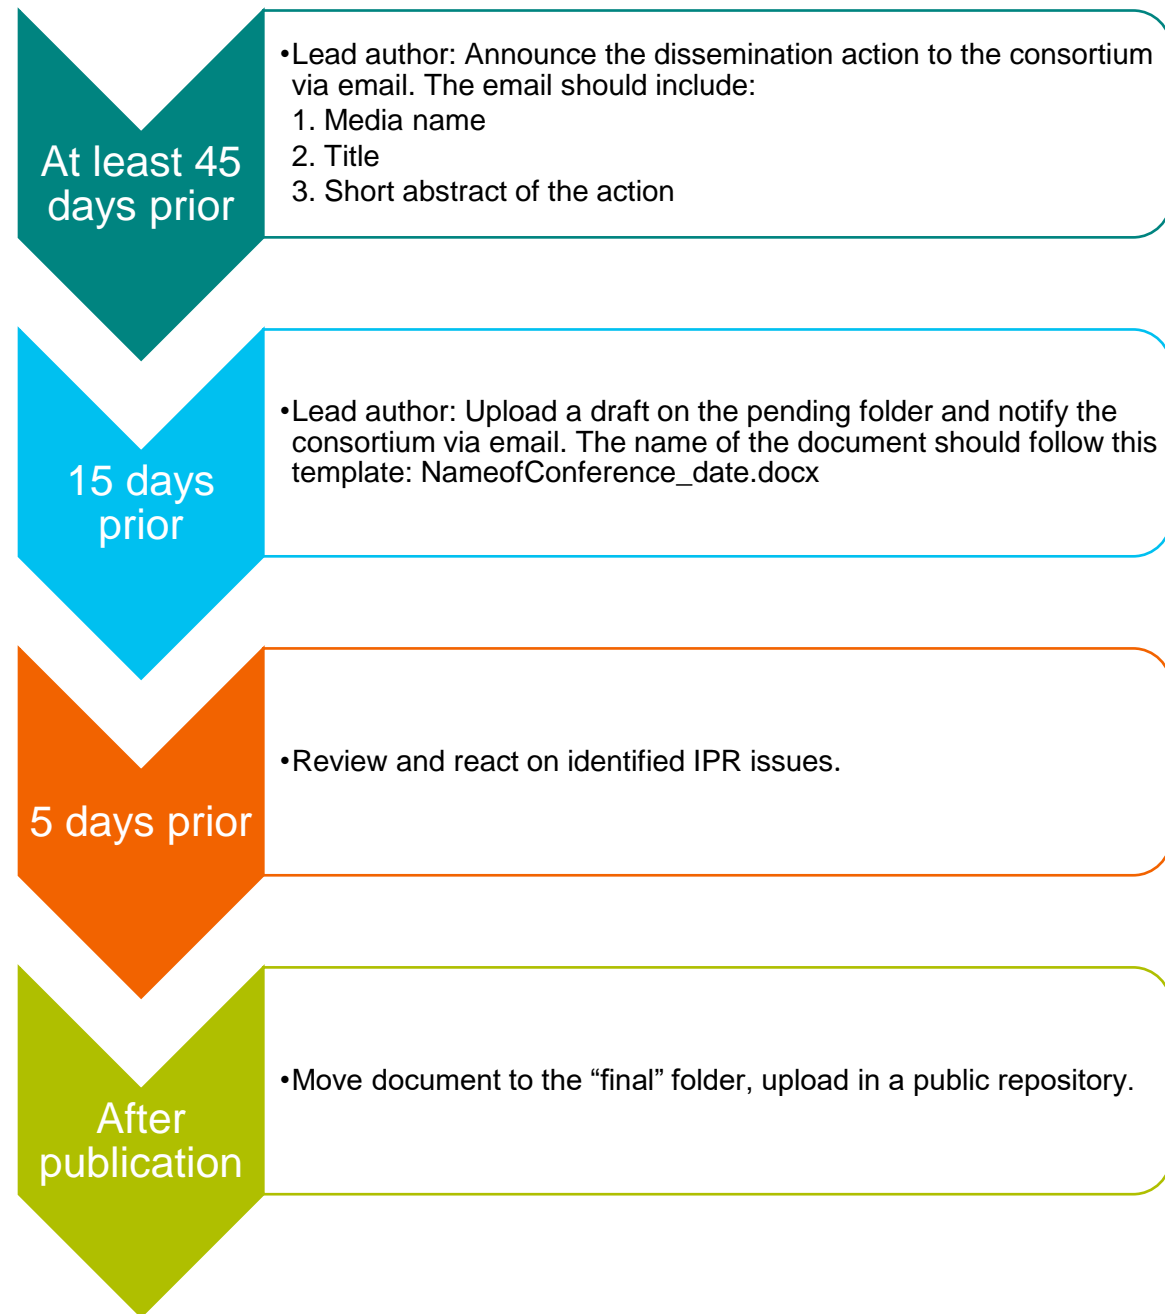 At least 45
days prior
•Lead author: Announce the dissemination action to the consortium
via email. The email should include:
1. Media name
2. Title
3. Short abstract of the action
15 days
prior
•Lead author: Upload a draft on the pending folder and notify the
consortium via email. The name of the document should follow this
template: NameofConference_date.docx
5 days prior
•Review and react on identified IPR issues.
After
publication
•Move document to the “final” folder, upload in a public repository.